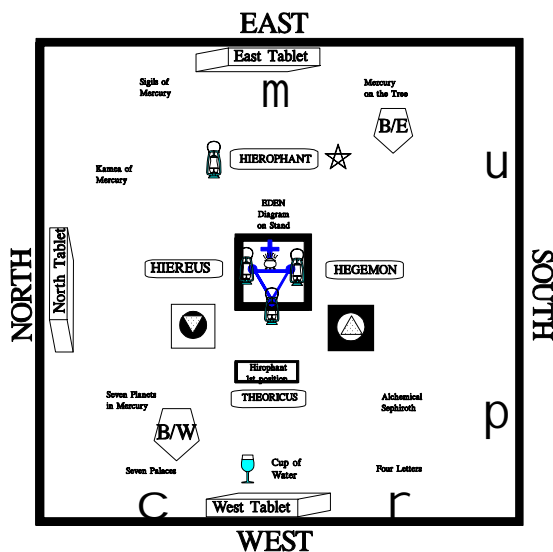 EAST
East Tablet
Sigils of
Mercury
m
Mercury
on the Tree
B/E
HIEROPHANT
u
Kamea of
Mercury
EDEN
Diagram
on Stand
NORTH
North Tablet
HIEREUS
HEGEMON
SOUTH
Hirophant
1st position
THEORICUS
Seven Planets
in Mercury
Alchemical
Sephiroth
p
B/W
Seven Palaces
Cup of
Water
Four Letters
c
West Tablet
r
WEST